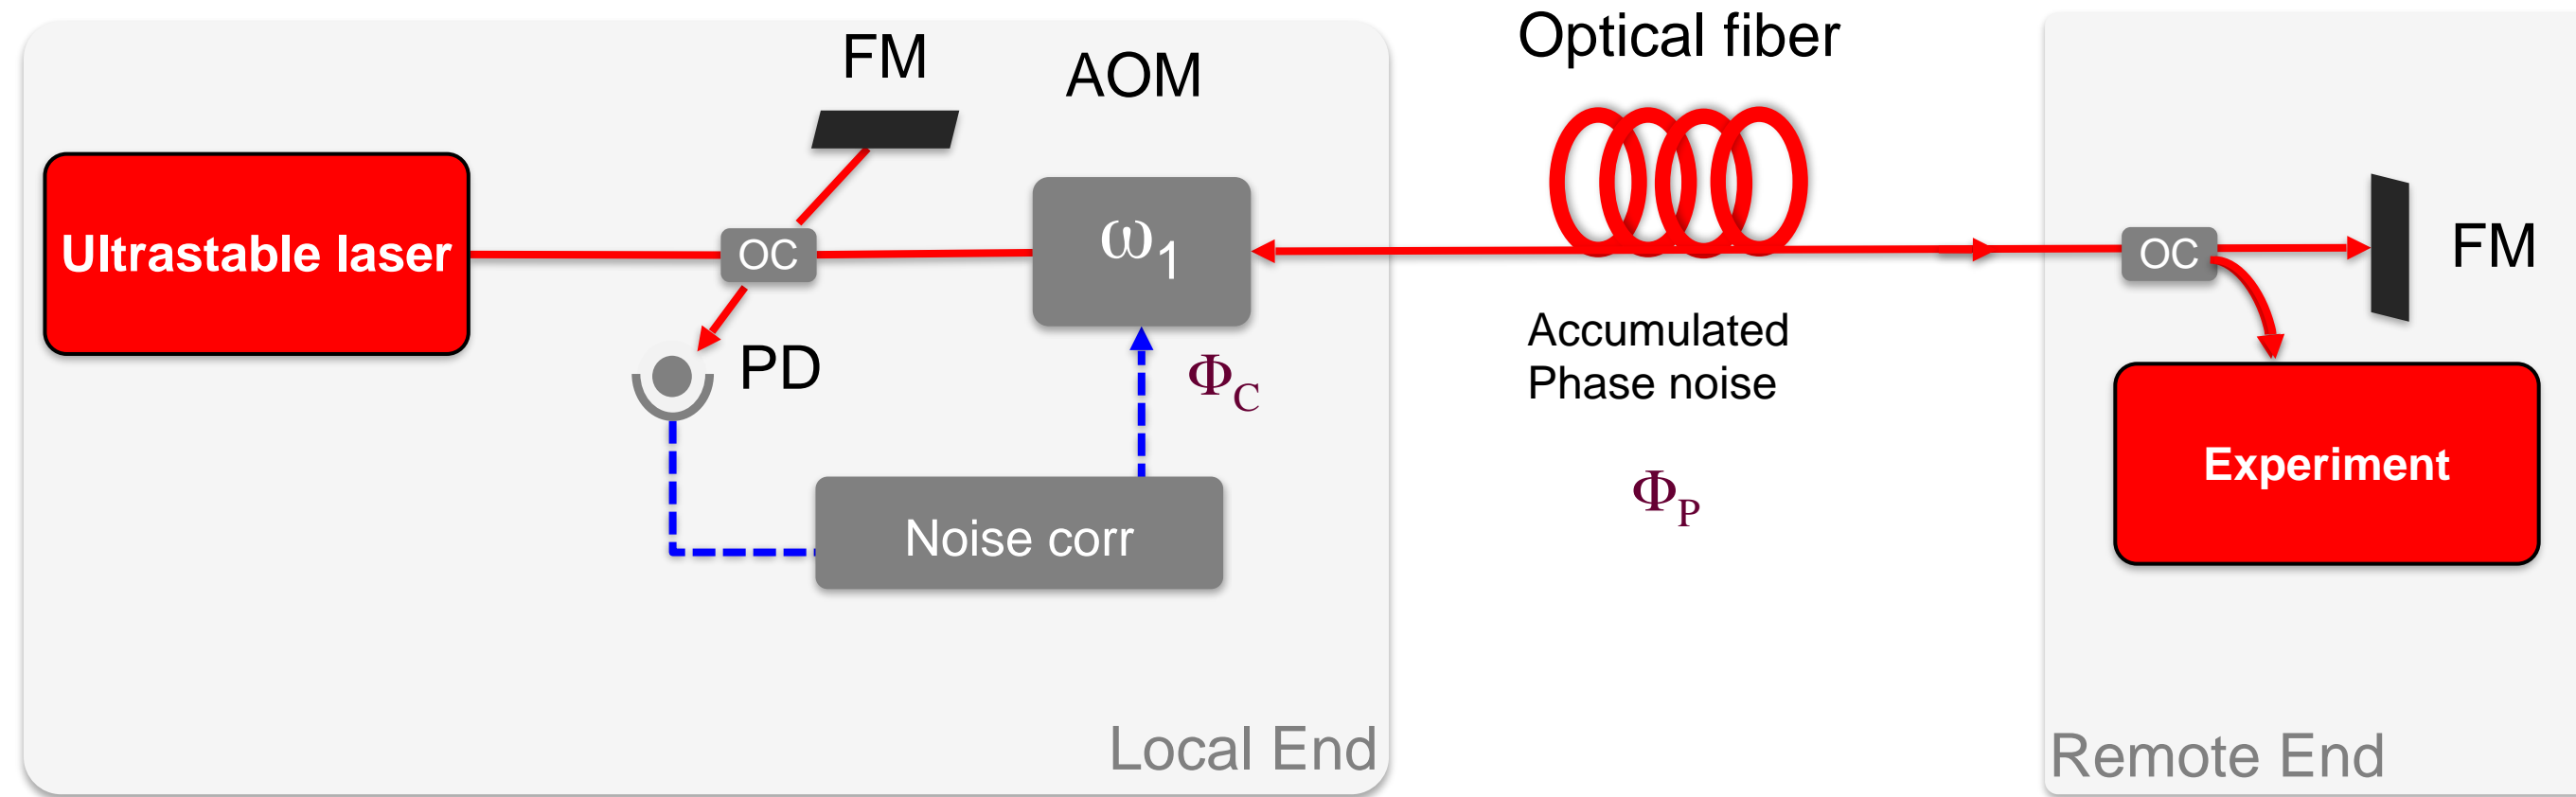 Optical fiber
FM
AOM
Ultrastable laser
OC
ω1
OC
FM
PD
ΦC
Accumulated
Phase noise
ΦP
Experiment
Noise corr
Local End
Remote End